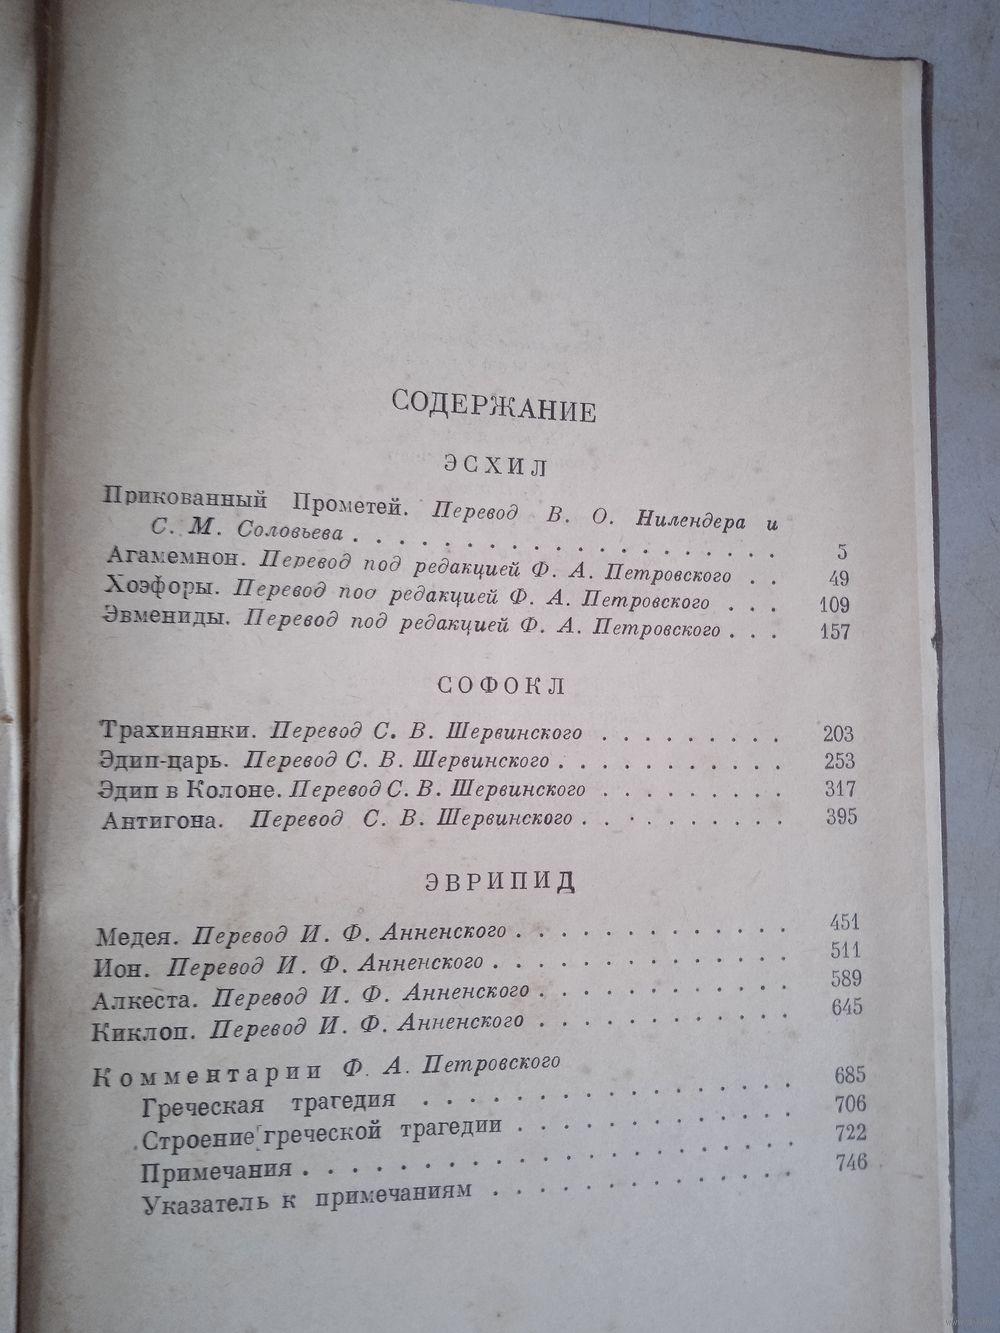 СОДЕРЖАНИЕ
ЭСХИЛ
Прикованный Прометей. Перевод В. О. Нилендера и
С. М. Соловьева . . . . . . . . . . . . . . . . . . . 5
Агамемнон. Перевод под редакцией Ф. А. Петровского . . 49
Хоэфоры. Перевод под редакцией Ф. А. Петровского . . . 109
Эвмениды. Перевод под редакцией Ф. А. Петровского . . . 157
СОФОКЛ
Трахинянки. Перевод С. В. Шервинского . . . . . . . . . 203
Эдип-царь. Перевод С. В. Шервинского . . . . . . . . . . . 253
Эдип в Колоне. Перевод С. В. Шервинского . . . . . . . . . 317
Антигона. Перевод С. В. Шервинского . . . . . . . . . . 395
ЭВРИПИД
Медея. Перевод И. Ф. Анненского . . . . . . . . . . . . . 451
Ион. Перевод И. Ф. Анненского . . . . . . . . . . . . . . 511
Алкеста. Перевод И. Ф. Анненского . . . . . . . . . . . . 589
Киклоп. Перевод И. Ф. Анненского . . . . . . . . . . . . 645
Комментарии Ф. А. Петровского
Греческая трагедия . . . . . . . . . . . . . . . . . 685
Строение греческой трагедии . . . . . . . . . . . . . 706
Примечания . . . . . . . . . . . . . . . . . . . . . . 722
Указатель к примечаниям . . . . . . . . . . . . . . 746